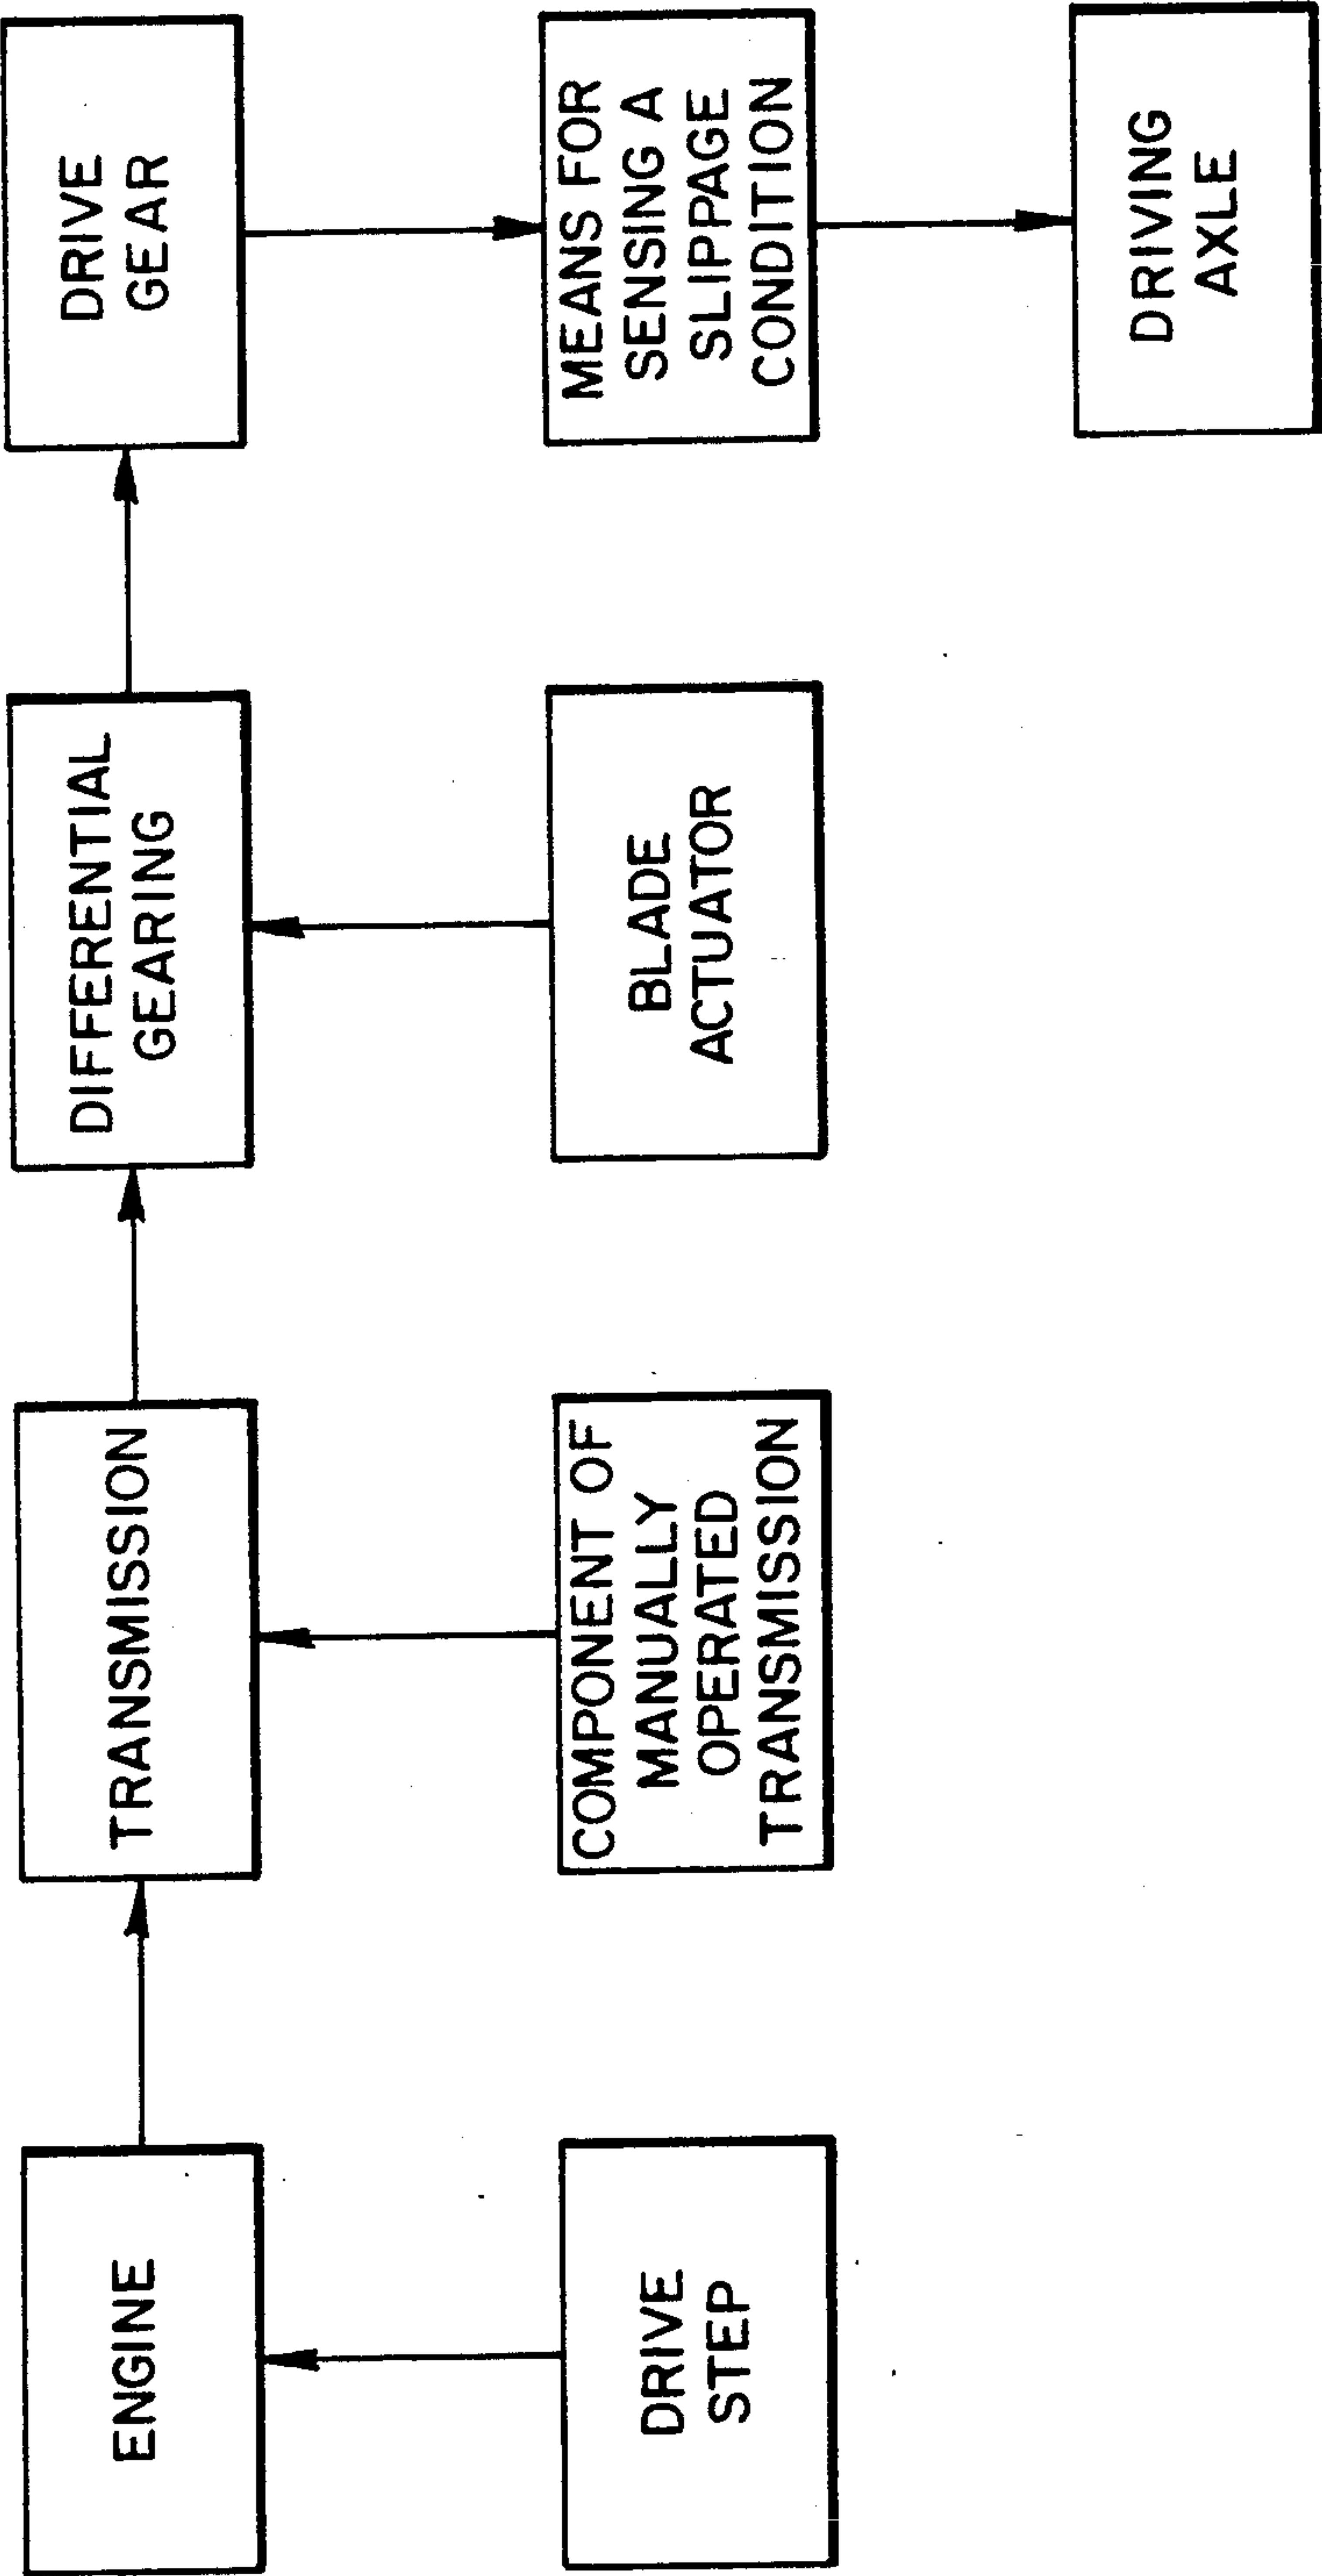 ENGINE
TRANSMISSION
DIFFERENTIAL
GEARING
DRIVE
GEAR
DRIVE
STEP
COMPONENT OF
MANUALLY
OPERATED
TRANSMISSION
BLADE
ACTUATOR
MEANS FOR
SENSING A
SLIPPAGE
CONDITION
DRIVING
AXLE